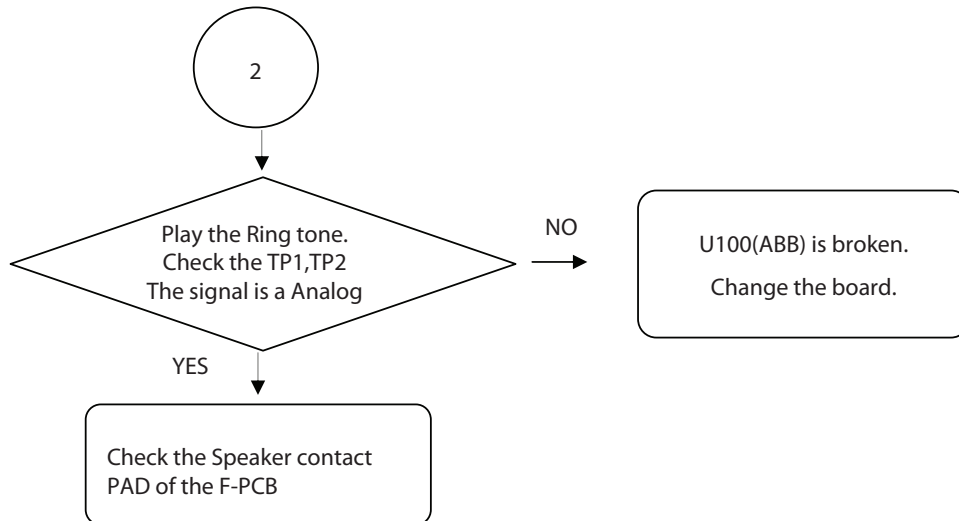 2
Play the Ring tone.
Check the TP1,TP2
The signal is a Analog
NO
U100(ABB) is broken.
Change the board.
YES
Check the Speaker contact
PAD of the F-PCB